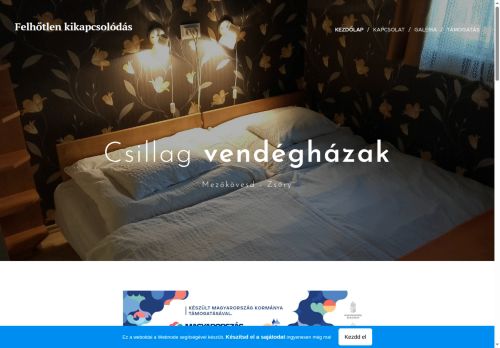 Felhőtlen kikapcsolódás
KEZDŐLAP / KAPCSOLAT / GALÉRIA / TÁMOGATÁS
Csillag vendégházak
Mezőkövesd - Zsóry
KÉSZÜLT MAGYARORSZÁG KORMÁNYA
TÁMOGATÁSÁVAL.
MAGYARORSZÁG
Ez a weboldal a Webnode segítségével készült. Készítsd el a sajátodat ingyenesen még ma!
Kezdd el